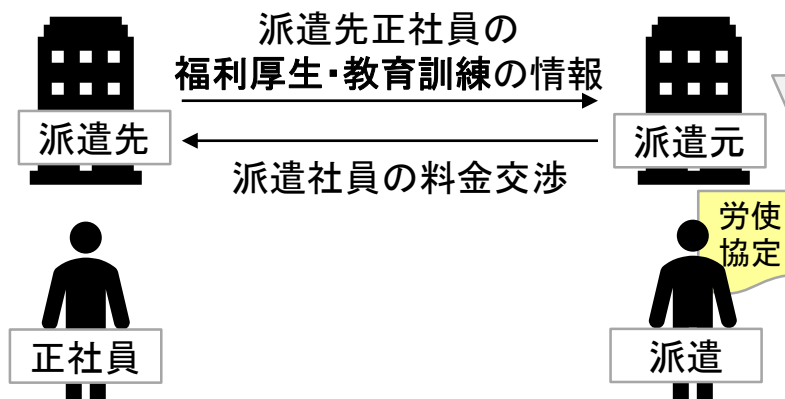 派遣先正社員の
福利厚生・教育訓練の情報
派遣先
派遣元
派遣社員の料金交渉
労使
協定
正社員
派遣